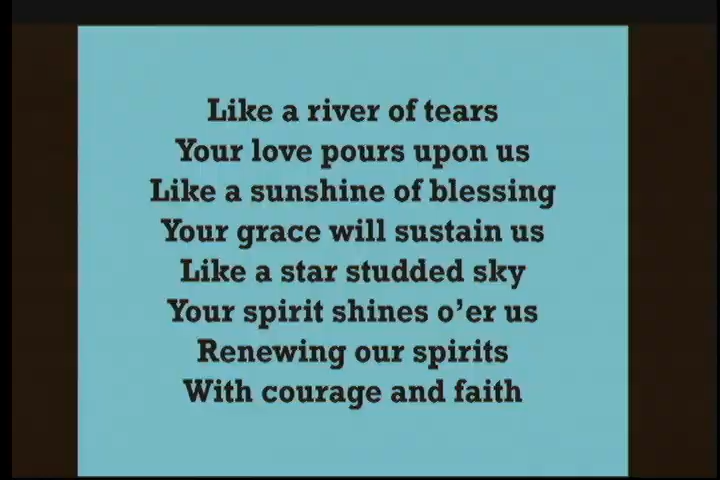 Like a river of tears
Your love pours upon us
Like a sunshine of blessing
Your grace will sustain us
Like a star studded sky
Your spirit shines o'er us
Renewing our spirits
With courage and faith